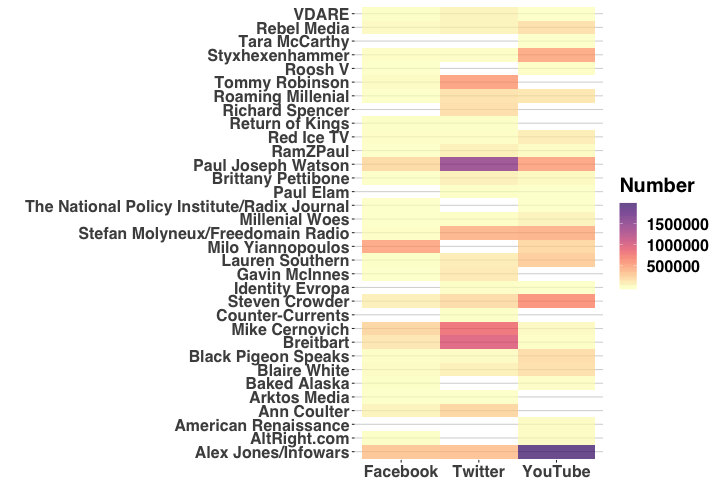 VDARE
Rebel Media
Tara McCarthy
Styxhexenhammer
Roosh V
Tommy Robinson
Roaming Millenial
Richard Spencer
Return of Kings
Red Ice TV
RamZPaul
Paul Joseph Watson
Brittany Pettibone
Paul Elam
The National Policy Institute/Radix Journal
Millenial Woes
Stefan Molyneux/Freedomain Radio
Milo Yiannopoulos
Lauren Southern
Gavin McInnes
Identity Evropa
Steven Crowder
Counter-Currents
Mike Cernovich
Breitbart
Black Pigeon Speaks
Blaire White
Baked Alaska
Arktos Media
Ann Coulter
American Renaissance
AltRight.com
Alex Jones/Infowars
Facebook Twitter YouTube
Number
1500000
1000000
500000